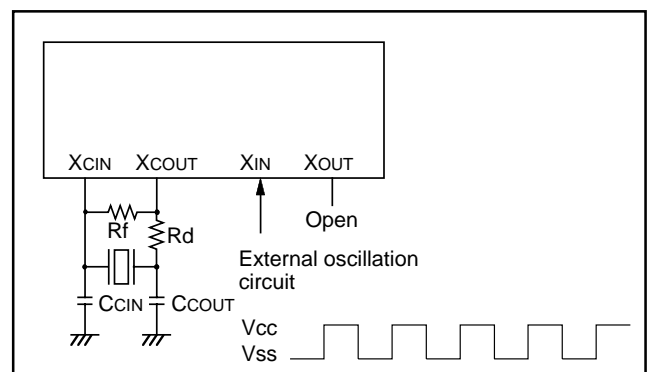 XCIN XCOUT XIN XOUT
Rf
Rd
Open
External oscillation
circuit
CCIN CCOUT
Vcc
Vss